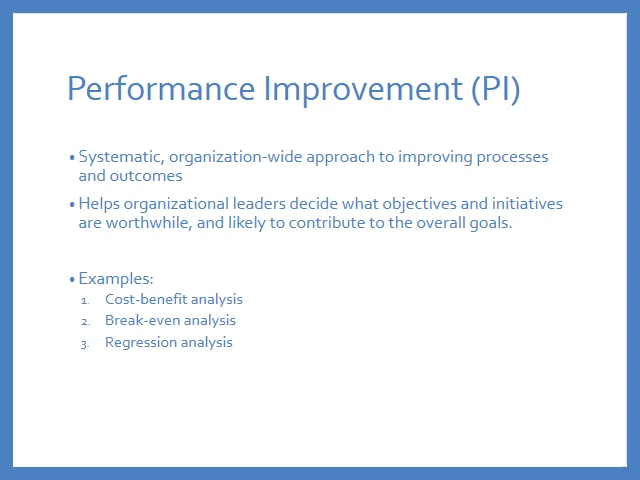 Performance Improvement (PI)
• Systematic, organization-wide approach to improving processes
and outcomes
• Helps organizational leaders decide what objectives and initiatives
are worthwhile, and likely to contribute to the overall goals.
• Examples:
1. Cost-benefit analysis
2. Break-even analysis
3. Regression analysis